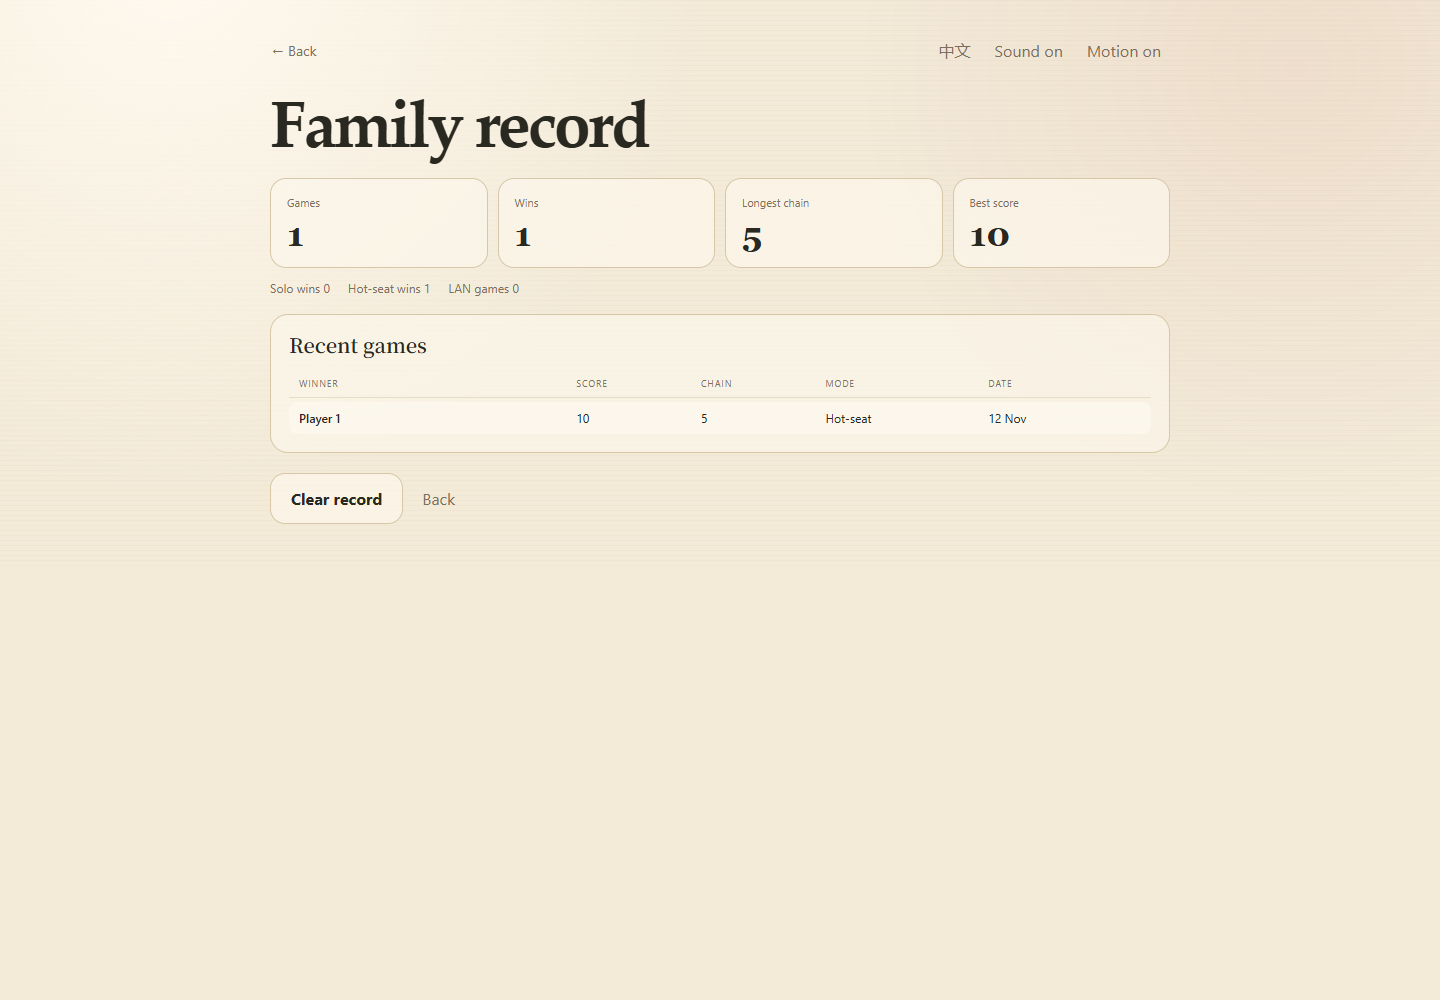 ← Back
中文 Sound on Motion on
Family record
Games Wins Longest chain Best score
1 1 5 10
Solo wins 0 Hot-seat wins 1 LAN games 0
Recent games
WINNER SCORE CHAIN MODE DATE
Player 1 10 5 Hot-seat 12 Nov
Clear record Back